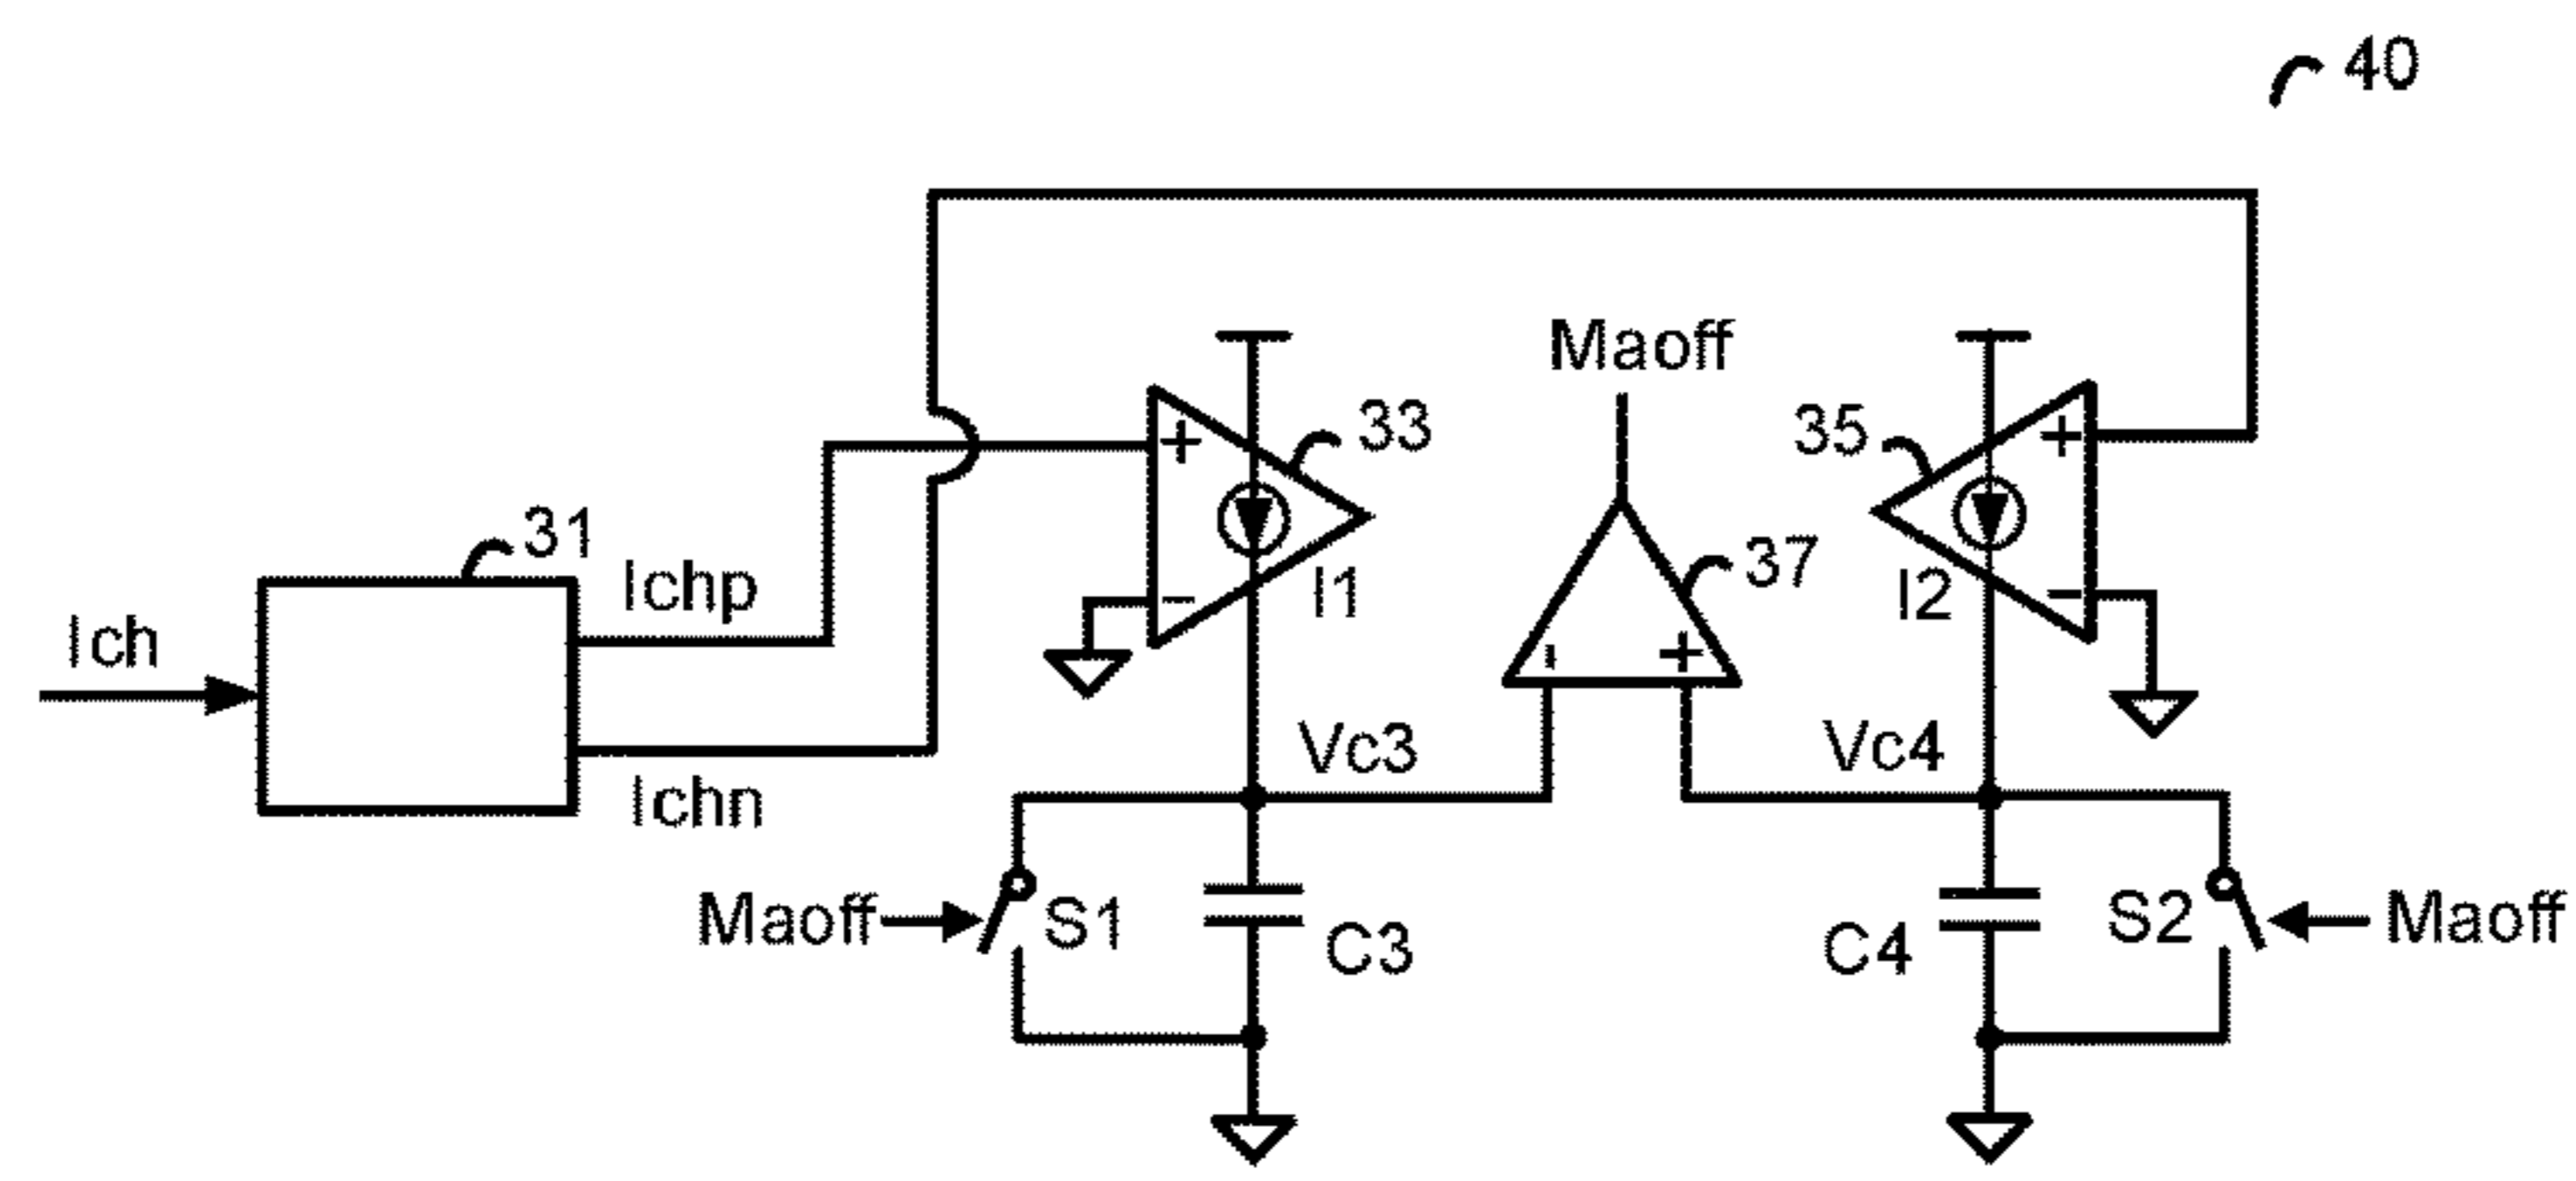 40
Maoff
33
35
+
+
31
Ichp
I1
37
I2
Ich
-
-
+
-
Vc3
Vc4
Ichn
Maoff
S1
C3
C4
S2
Maoff